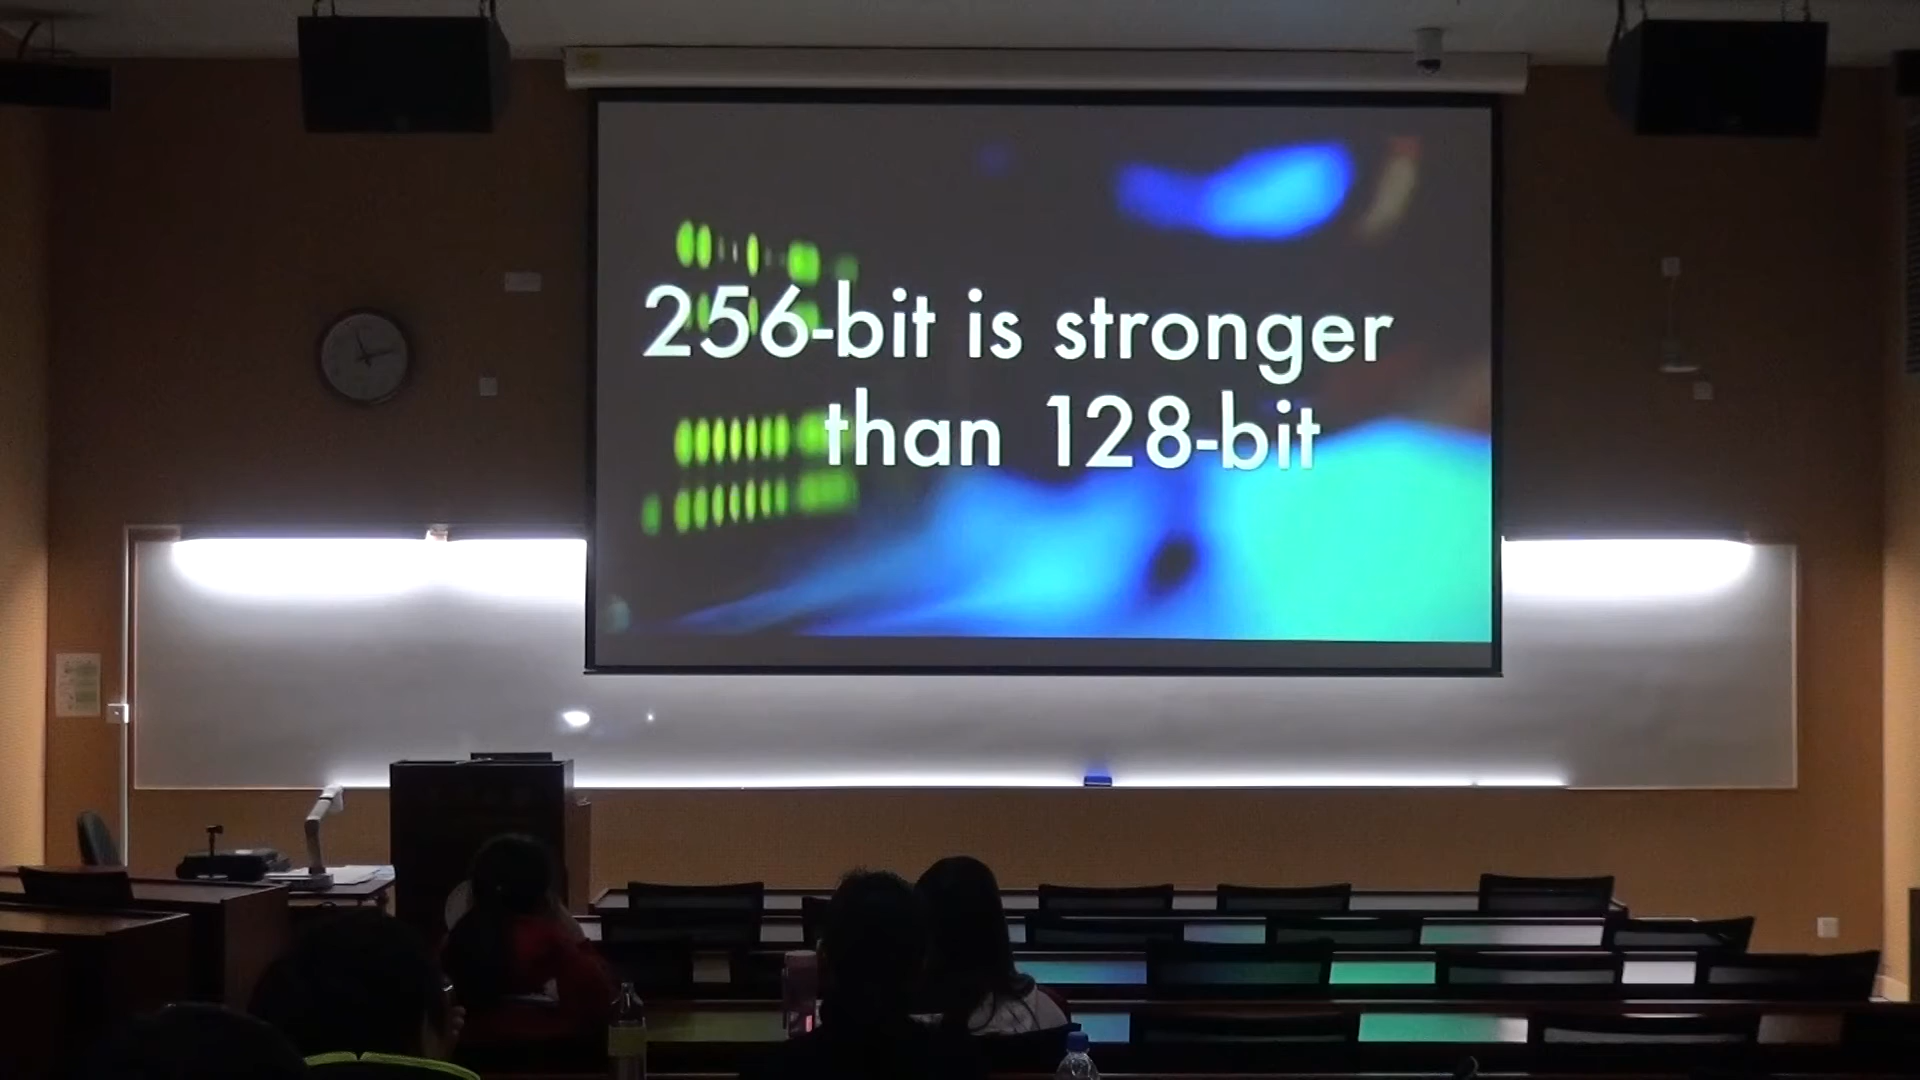 256-bit is stronger
than 128-bit